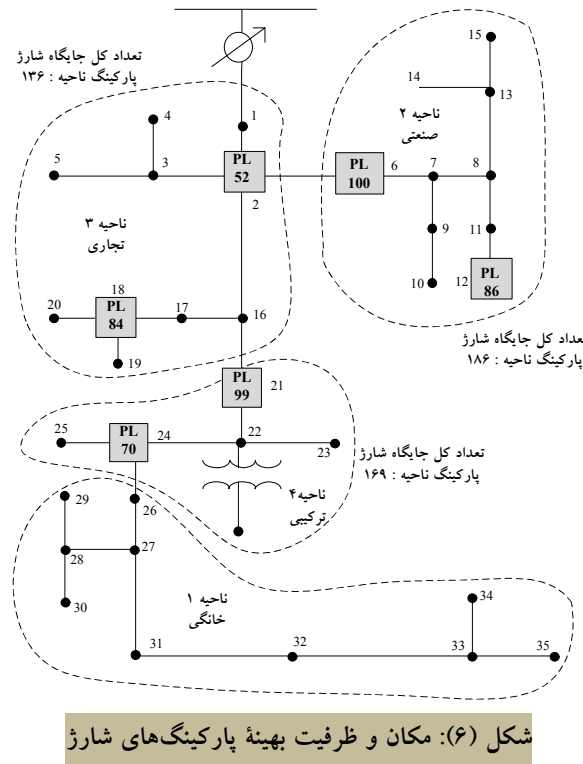 15
تعداد کل جایگاه شارژ
پارکینگ ناحیه : ۱۳۶
14
13
ناحیه ۲
صنعتی
4
1
5
3
PL
52
2
PL
100
6
7
8
9
11
10
12
PL
86
ناحیه ۳
تجاری
18
20
PL
84
17
16
19
تعداد کل جایگاه شارژ
پارکینگ ناحیه : ۱۸۶
PL
99
21
25
PL
70
24
22
23
تعداد کل جایگاه شارژ
پارکینگ ناحیه : ۱۶۹
ناحیه۴
ترکیبی
29
26
27
28
30
ناحیه ۱
خانگی
34
31
32
33
35
شکل (۶): مکان و ظرفیت بهینۀ پارکینگ‌های شارژ